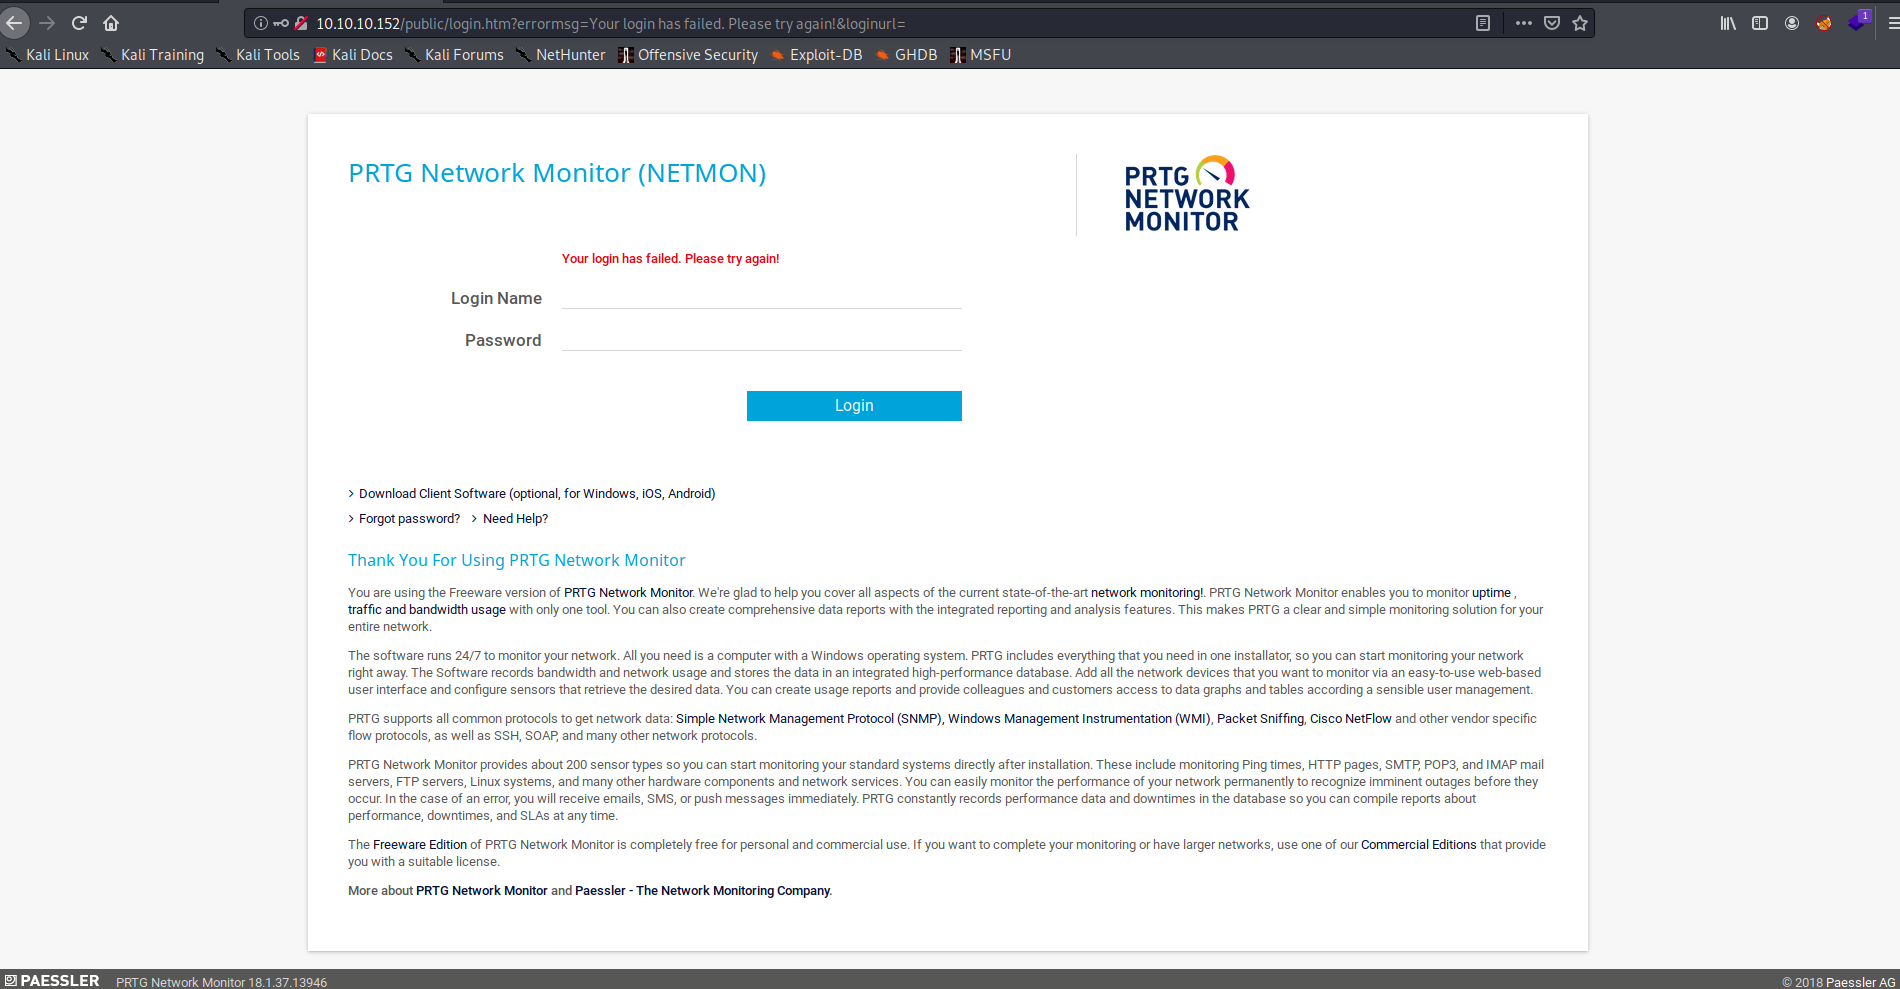 10.10.10.152/public/login.htm?errormsg=Your login has failed. Please try again!&loginurl=
1
Kali Linux Kali Training Kali Tools Kali Docs Kali Forums NetHunter Offensive Security Exploit-DB GHDB MSFU
PRTG Network Monitor (NETMON)
PRTG
NETWORK
MONITOR
Your login has failed. Please try again!
Login Name
Password
Login
Download Client Software (optional, for Windows, iOS, Android)
Forgot password? Need Help?
Thank You For Using PRTG Network Monitor
You are using the Freeware version of PRTG Network Monitor. We're glad to help you cover all aspects of the current state-of-the-art network monitoring!. PRTG Network Monitor enables you to monitor uptime ,
traffic and bandwidth usage with only one tool. You can also create comprehensive data reports with the integrated reporting and analysis features. This makes PRTG a clear and simple monitoring solution for your
entire network.
The software runs 24/7 to monitor your network. All you need is a computer with a Windows operating system. PRTG includes everything that you need in one installator, so you can start monitoring your network
right away. The Software records bandwidth and network usage and stores the data in an integrated high-performance database. Add all the network devices that you want to monitor via an easy-to-use web-based
user interface and configure sensors that retrieve the desired data. You can create usage reports and provide colleagues and customers access to data graphs and tables according a sensible user management.
PRTG supports all common protocols to get network data: Simple Network Management Protocol (SNMP), Windows Management Instrumentation (WMI), Packet Sniffing, Cisco NetFlow and other vendor specific
flow protocols, as well as SSH, SOAP, and many other network protocols.
PRTG Network Monitor provides about 200 sensor types so you can start monitoring your standard systems directly after installation. These include monitoring Ping times, HTTP pages, SMTP, POP3, and IMAP mail
servers, FTP servers, Linux systems, and many other hardware components and network services. You can easily monitor the performance of your network permanently to recognize imminent outages before they
occur. In the case of an error, you will receive emails, SMS, or push messages immediately. PRTG constantly records performance data and downtimes in the database so you can compile reports about
performance, downtimes, and SLAs at any time.
The Freeware Edition of PRTG Network Monitor is completely free for personal and commercial use. If you want to complete your monitoring or have larger networks, use one of our Commercial Editions that provide
you with a suitable license.
More about PRTG Network Monitor and Paessler - The Network Monitoring Company.
PAESSLER PRTG Network Monitor 18.1.37.13946 © 2018 Paessler AG